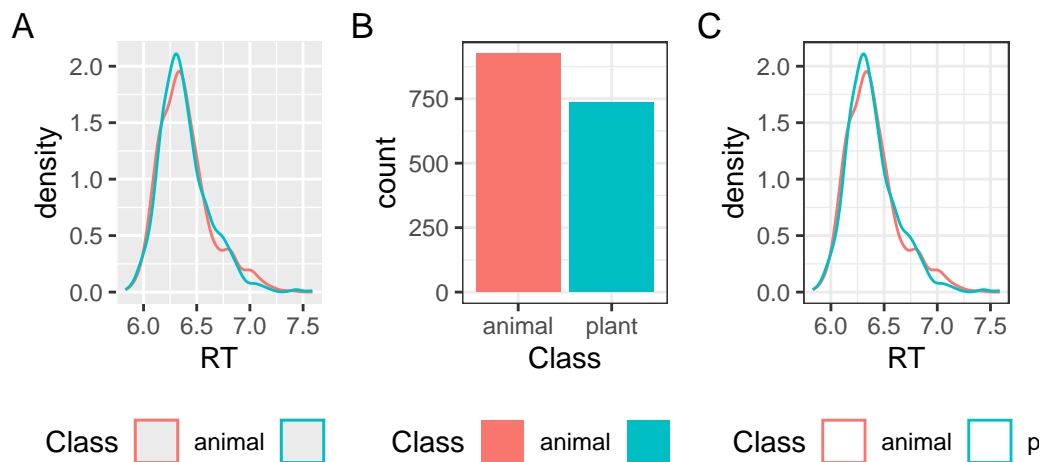 A
density
2.0
1.5
1.0
0.5
0.0
6.0 6.5 7.0 7.5
RT
Class animal
B
count
750
500
250
0
animal plant
Class
Class animal
C
density
2.0
1.5
1.0
0.5
0.0
6.0 6.5 7.0 7.5
RT
Class animal p